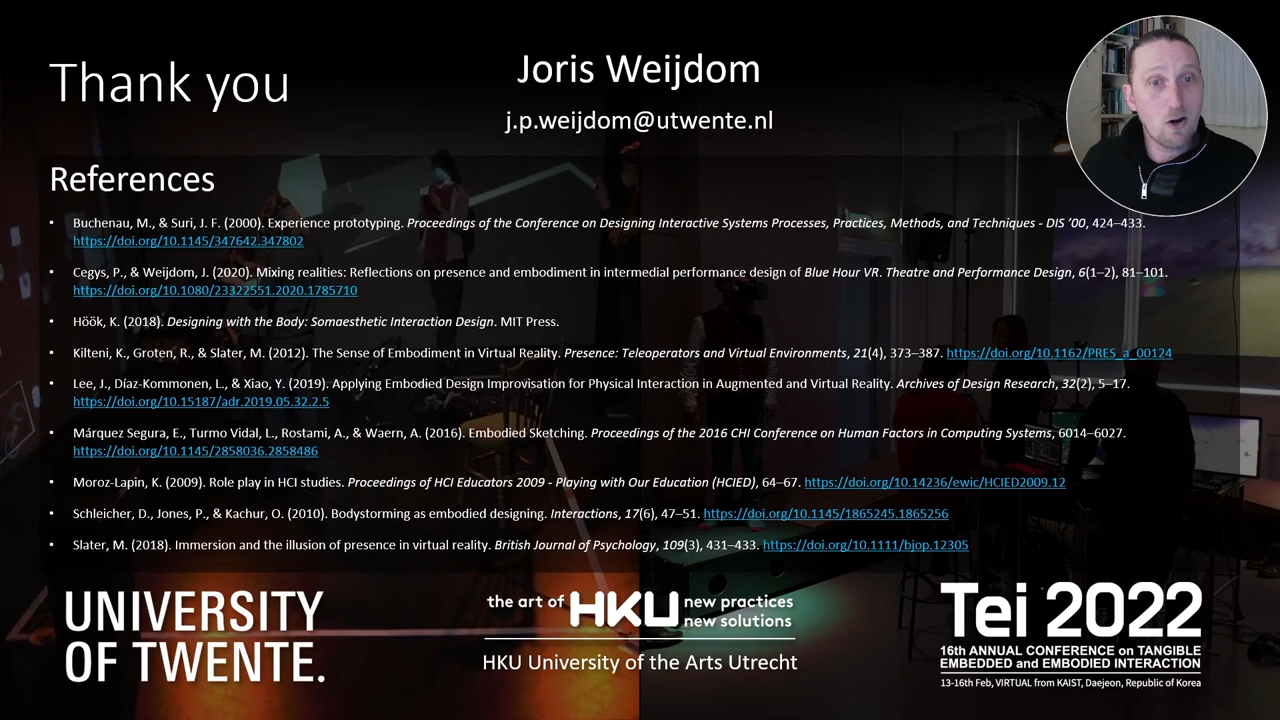 Thank you
Joris Weijdom
j.p.weijdom@utwente.nl
References
• Buchenau, M., & Suri, J. F. (2000). Experience prototyping. Proceedings of the Conference on Designing Interactive Systems Processes, Practices, Methods, and Techniques - DIS ’00, 424–433.
https://doi.org/10.1145/347642.347802
• Cegys, P., & Weijdom, J. (2020). Mixing realities: Reflections on presence and embodiment in intermedial performance design of Blue Hour VR. Theatre and Performance Design, 6(1–2), 81–101.
https://doi.org/10.1080/23322551.2020.1785710
• Höök, K. (2018). Designing with the Body: Somaesthetic Interaction Design. MIT Press.
• Kilteni, K., Groten, R., & Slater, M. (2012). The Sense of Embodiment in Virtual Reality. Presence: Teleoperators and Virtual Environments, 21(4), 373–387. https://doi.org/10.1162/PRES_a_00124
• Lee, J., Díaz-Kommonen, L., & Xiao, Y. (2019). Applying Embodied Design Improvisation for Physical Interaction in Augmented and Virtual Reality. Archives of Design Research, 32(2), 5–17.
https://doi.org/10.15187/adr.2019.05.32.2.5
• Márquez Segura, E., Turmo Vidal, L., Rostami, A., & Waern, A. (2016). Embodied Sketching. Proceedings of the 2016 CHI Conference on Human Factors in Computing Systems, 6014–6027.
https://doi.org/10.1145/2858036.2858486
• Moroz-Lapin, K. (2009). Role play in HCI studies. Proceedings of HCI Educators 2009 - Playing with Our Education (HCIED), 64–67. https://doi.org/10.14236/ewic/HCIED2009.12
• Schleicher, D., Jones, P., & Kachur, O. (2010). Bodystorming as embodied designing. Interactions, 17(6), 47–51. https://doi.org/10.1145/1865245.1865256
• Slater, M. (2018). Immersion and the illusion of presence in virtual reality. British Journal of Psychology, 109(3), 431–433. https://doi.org/10.1111/bjop.12305
UNIVERSITY
OF TWENTE.
the art of HKU new practices
new solutions
HKU University of the Arts Utrecht
Tei 2022
16th ANNUAL CONFERENCE on TANGIBLE
EMBEDDED and EMBODIED INTERACTION
13-16th Feb, VIRTUAL from KAIST, Daejeon, Republic of Korea